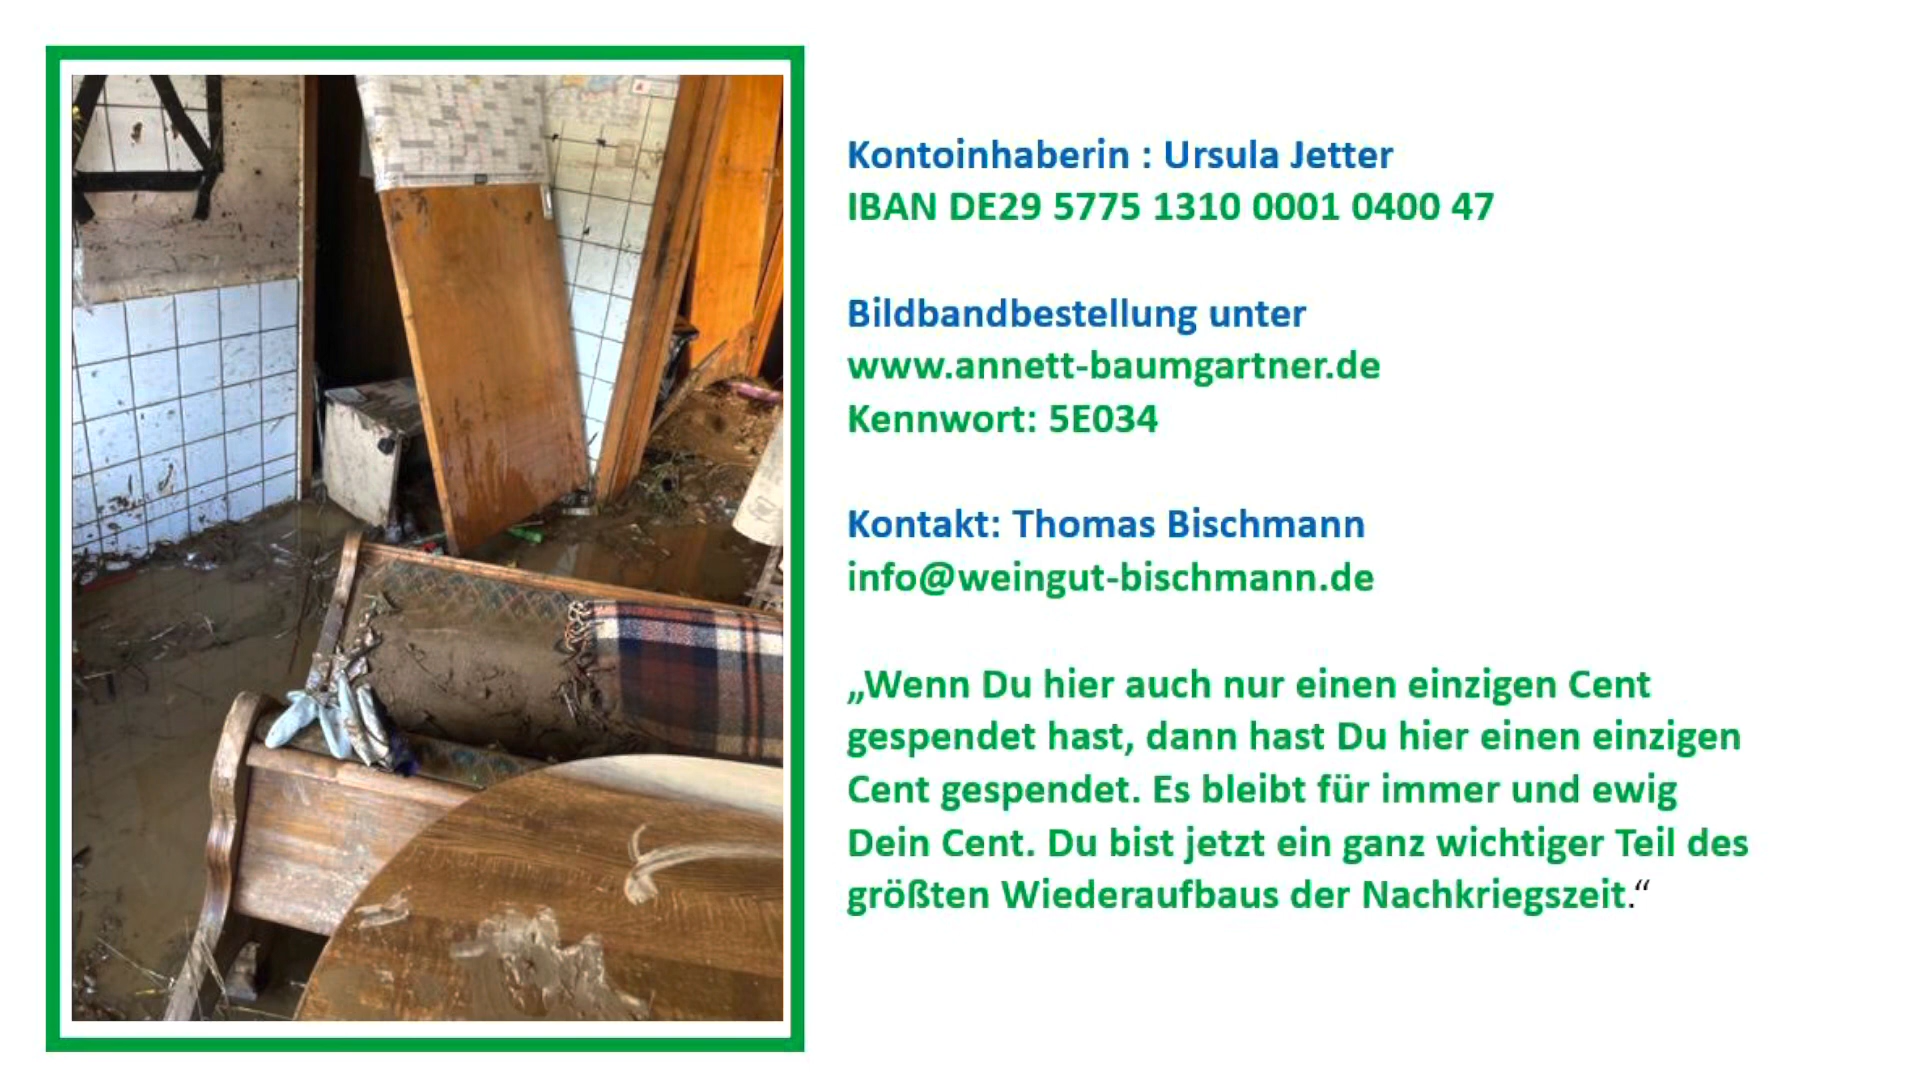 Kontoinhaberin : Ursula Jetter
IBAN DE29 5775 1310 0001 0400 47
Bildbandbestellung unter
www.annett-baumgartner.de
Kennwort: 5E034
Kontakt: Thomas Bischmann
info@weingut-bischmann.de
„Wenn Du hier auch nur einen einzigen Cent
gespendet hast, dann hast Du hier einen einzigen
Cent gespendet. Es bleibt für immer und ewig
Dein Cent. Du bist jetzt ein ganz wichtiger Teil des
größten Wiederaufbaus der Nachkriegszeit.“